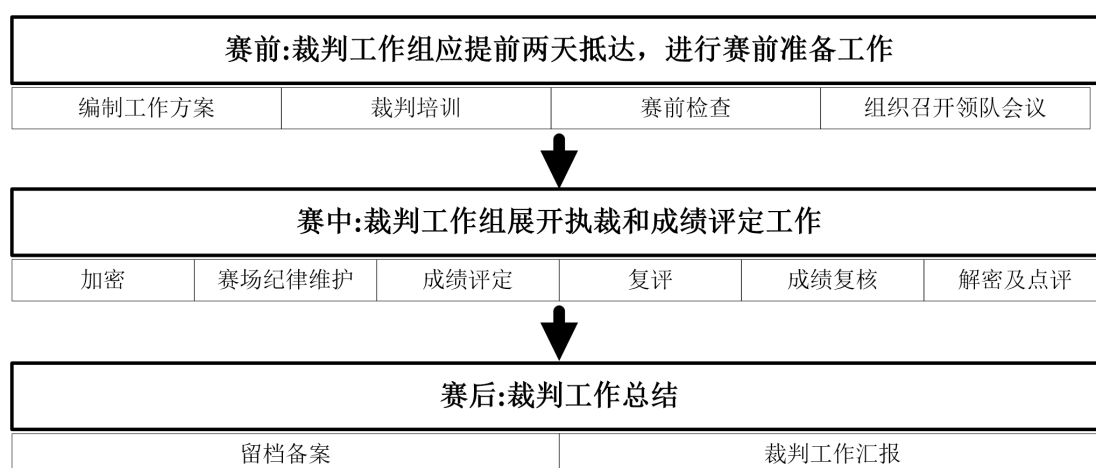 赛前:裁判工作组应提前两天抵达，进行赛前准备工作
编制工作方案 裁判培训 赛前检查 组织召开领队会议
赛中:裁判工作组展开执裁和成绩评定工作
加密 赛场纪律维护 成绩评定 复评 成绩复核 解密及点评
赛后:裁判工作总结
留档备案 裁判工作汇报